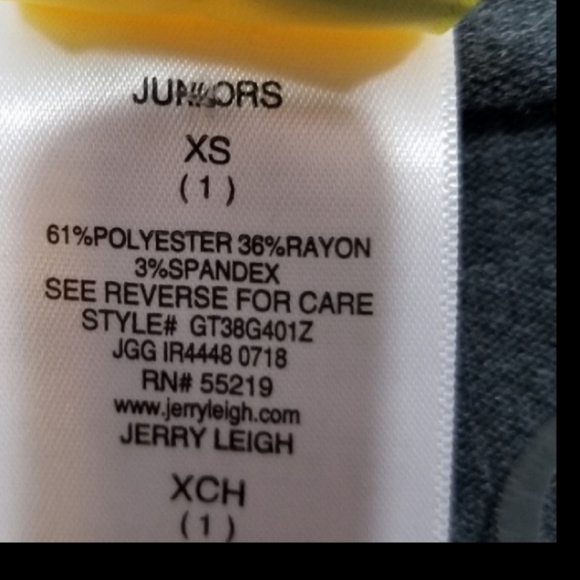 JUNIORS
XS
( 1 )
61%POLYESTER 36%RAYON
3%SPANDEX
SEE REVERSE FOR CARE
STYLE# GT38G401Z
JGG IR4448 0718
RN# 55219
www.jerryleigh.com
JERRY LEIGH
XCH
( 1 )